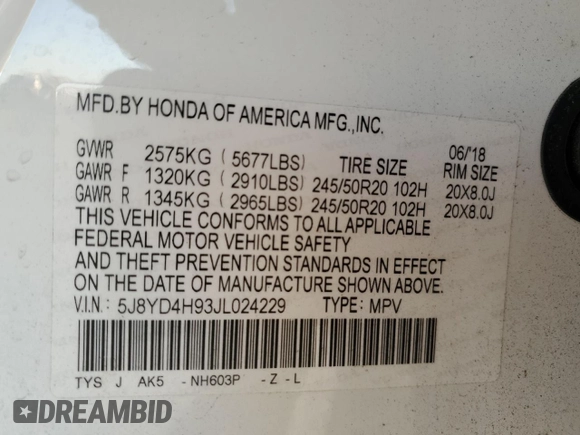 MFD.BY HONDA OF AMERICA MFG.,INC.
06/'18
GVWR 2575KG (5677LBS) TIRE SIZE RIM SIZE
GAWR F 1320KG (2910LBS) 245/50R20 102H 20X8.0J
GAWR R 1345KG (2965LBS) 245/50R20 102H 20X8.0J
THIS VEHICLE CONFORMS TO ALL APPLICABLE
FEDERAL MOTOR VEHICLE SAFETY
AND THEFT PREVENTION STANDARDS IN EFFECT
ON THE DATE OF MANUFACTURE SHOWN ABOVE.
V.I.N: 5J8YD4H93JL024229 TYPE: MPV
TYS J AK5 - NH603P - Z - L
DREAMBID